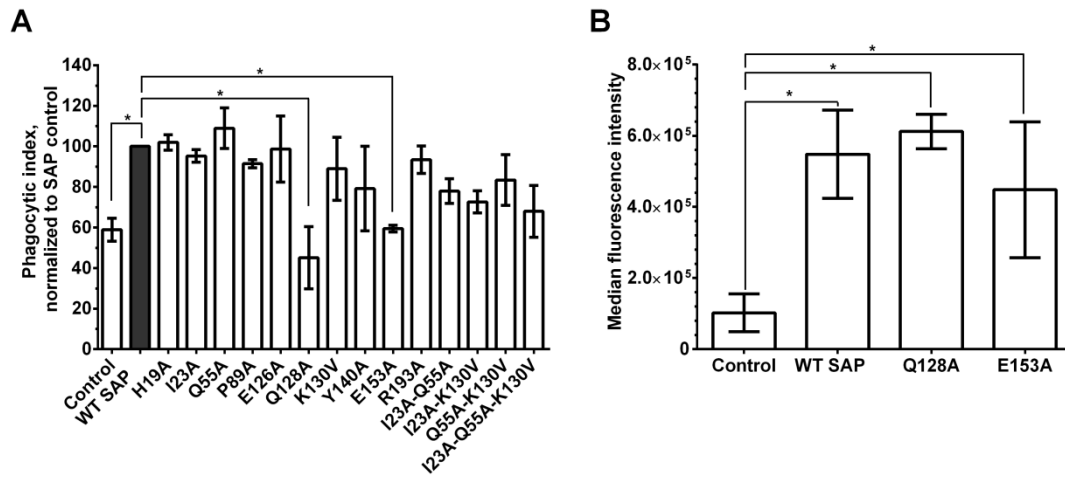 A
Phagocytic index,
normalized to SAP control
140
120
100
80
60
40
20
0
*
*
*
Control
WT SAP
H19A
I23A
Q55A
P89A
E126A
Q128A
K130V
Y140A
E153A
R193A
I23A-Q55A
I23A-K130V
Q55A-K130V
I23A-Q55A-K130V
B
Median fluorescence intensity
8.0×10⁵
6.0×10⁵
4.0×10⁵
2.0×10⁵
0
*
*
*
Control
WT SAP
Q128A
E153A